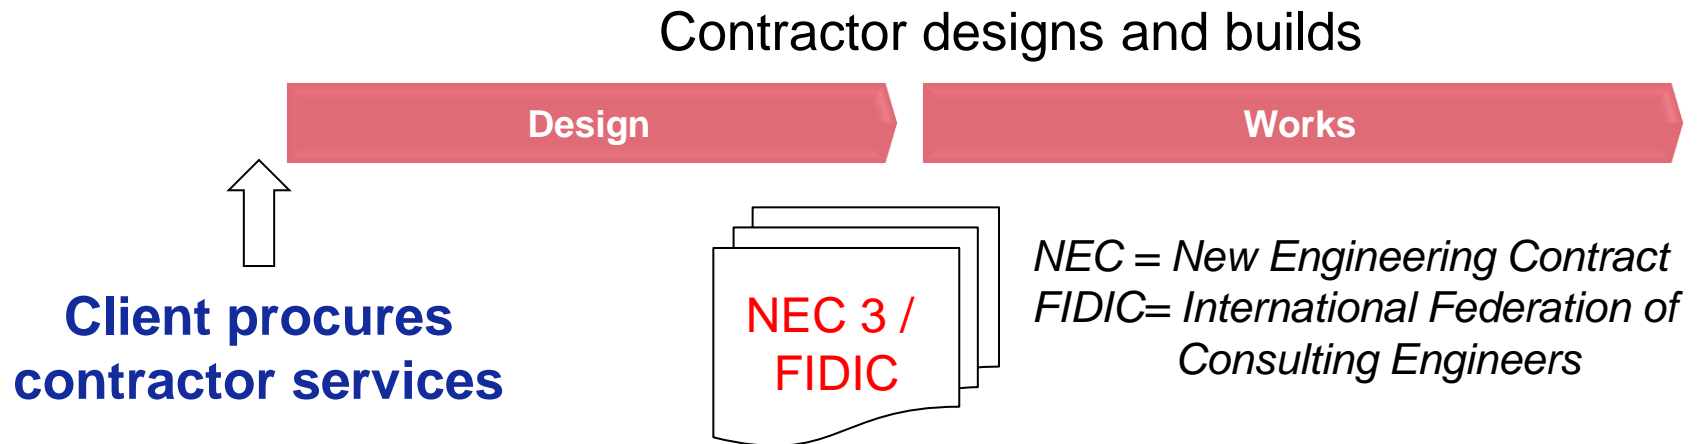 Contractor designs and builds
Design
Works
Client procures
contractor services
NEC 3 /
FIDIC
NEC = New Engineering Contract
FIDIC= International Federation of
Consulting Engineers